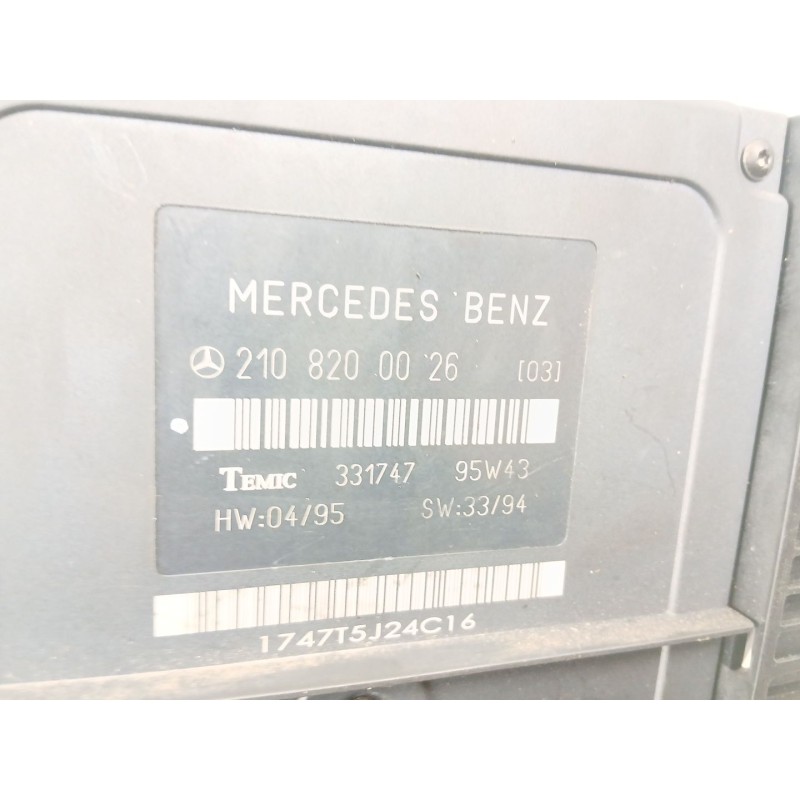 MERCEDES BENZ
210 820 00 26 [03]
TEMIC 331747 95W43
HW:04/95 SW:33/94
1747T5J24C16